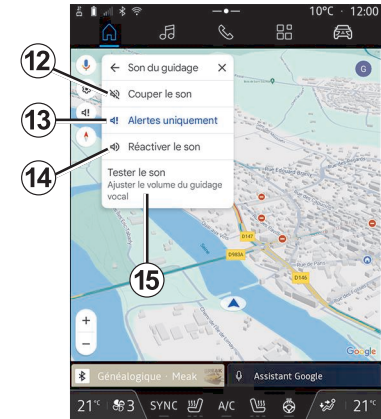 10°C · 12:00
12
← Son du guidage ×
G
Couper le son
13
Alertes uniquement
14
Réactiver le son
Tester le son
Ajuster le volume du guidage
vocal
15
D147
D983A
D146
+
−
Google
Généalogique · Meak
Assistant Google
21°c 3 SYNC A/C 21°c